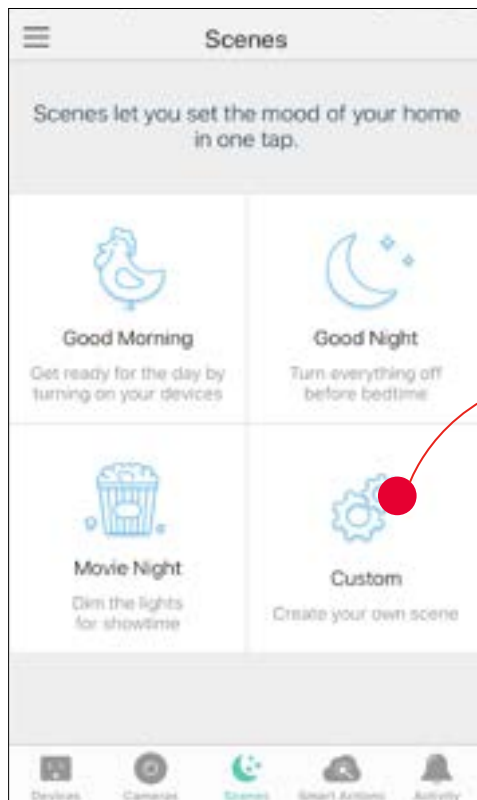 Scenes
Scenes let you set the mood of your home
in one tap.
Good Morning
Get ready for the day by
turning on your devices
Good Night
Turn everything off
before bedtime
Movie Night
Dim the lights
for showtime
Custom
Create your own scene
Devices
Cameras
Scenes
Smart Actions
Activity